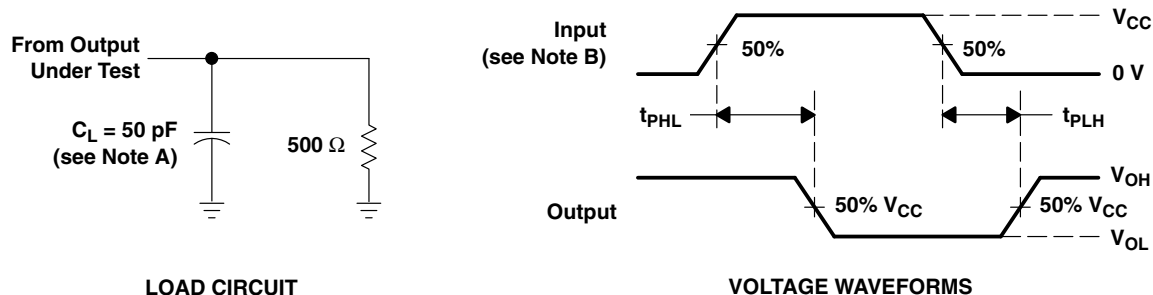 From Output
Under Test
C_L = 50 pF
(see Note A)
500 Ω
LOAD CIRCUIT
Input
(see Note B)
50%
50%
V_CC
0 V
t_PHL
t_PLH
Output
50% V_CC
50% V_CC
V_OH
V_OL
VOLTAGE WAVEFORMS